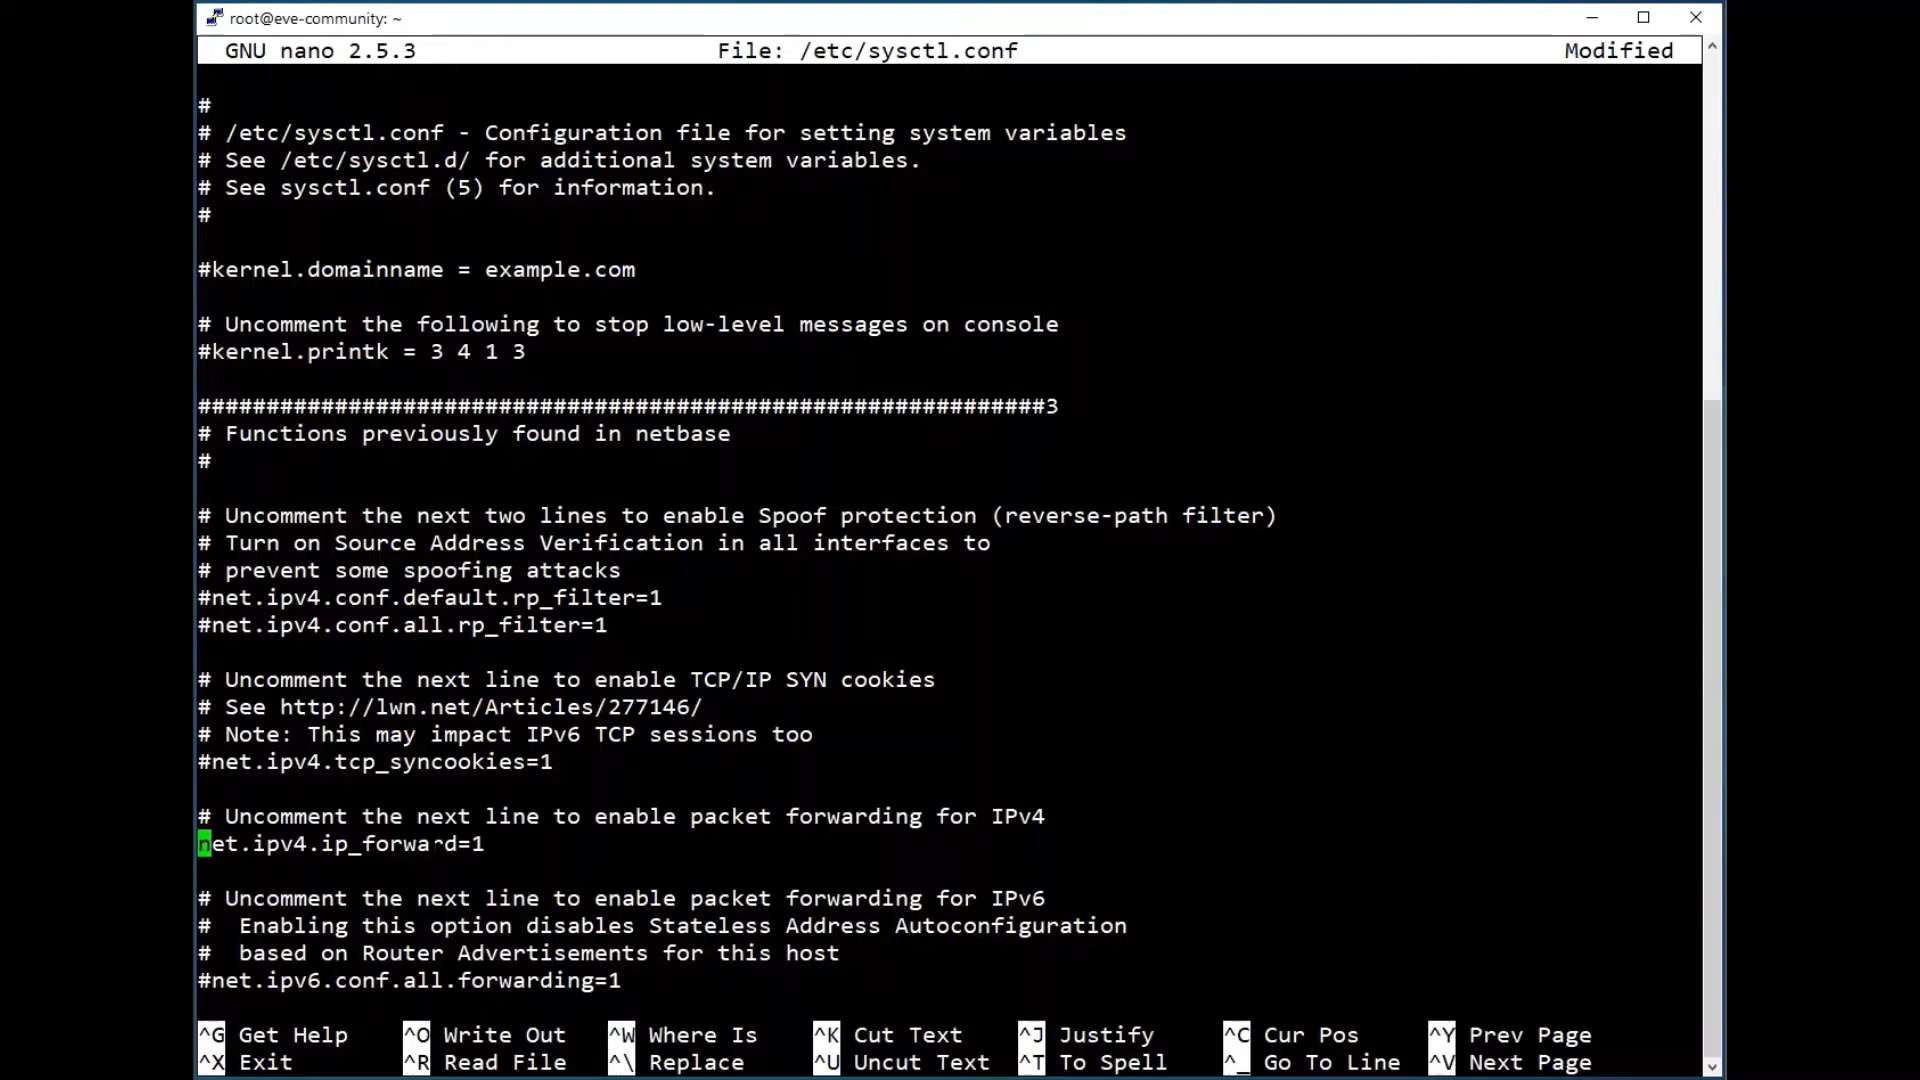 root@eve-community: ~
GNU nano 2.5.3 File: /etc/sysctl.conf Modified
#
# /etc/sysctl.conf - Configuration file for setting system variables
# See /etc/sysctl.d/ for additional system variables.
# See sysctl.conf (5) for information.
#
#kernel.domainname = example.com
# Uncomment the following to stop low-level messages on console
#kernel.printk = 3 4 1 3
##############################################################3
# Functions previously found in netbase
#
# Uncomment the next two lines to enable Spoof protection (reverse-path filter)
# Turn on Source Address Verification in all interfaces to
# prevent some spoofing attacks
#net.ipv4.conf.default.rp_filter=1
#net.ipv4.conf.all.rp_filter=1
# Uncomment the next line to enable TCP/IP SYN cookies
# See http://lwn.net/Articles/277146/
# Note: This may impact IPv6 TCP sessions too
#net.ipv4.tcp_syncookies=1
# Uncomment the next line to enable packet forwarding for IPv4
net.ipv4.ip_forward=1
# Uncomment the next line to enable packet forwarding for IPv6
#  Enabling this option disables Stateless Address Autoconfiguration
#  based on Router Advertisements for this host
#net.ipv6.conf.all.forwarding=1
^G Get Help ^O Write Out ^W Where Is ^K Cut Text ^J Justify ^C Cur Pos ^Y Prev Page
^X Exit ^R Read File ^\ Replace ^U Uncut Text ^T To Spell ^_ Go To Line ^V Next Page